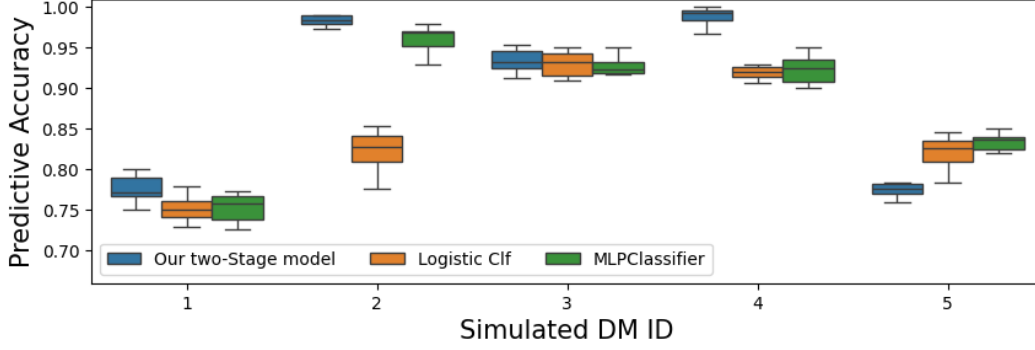 Predictive Accuracy
1.00
0.95
0.90
0.85
0.80
0.75
0.70
Our two-Stage model
Logistic Clf
MLPClassifier
1 2 3 4 5
Simulated DM ID